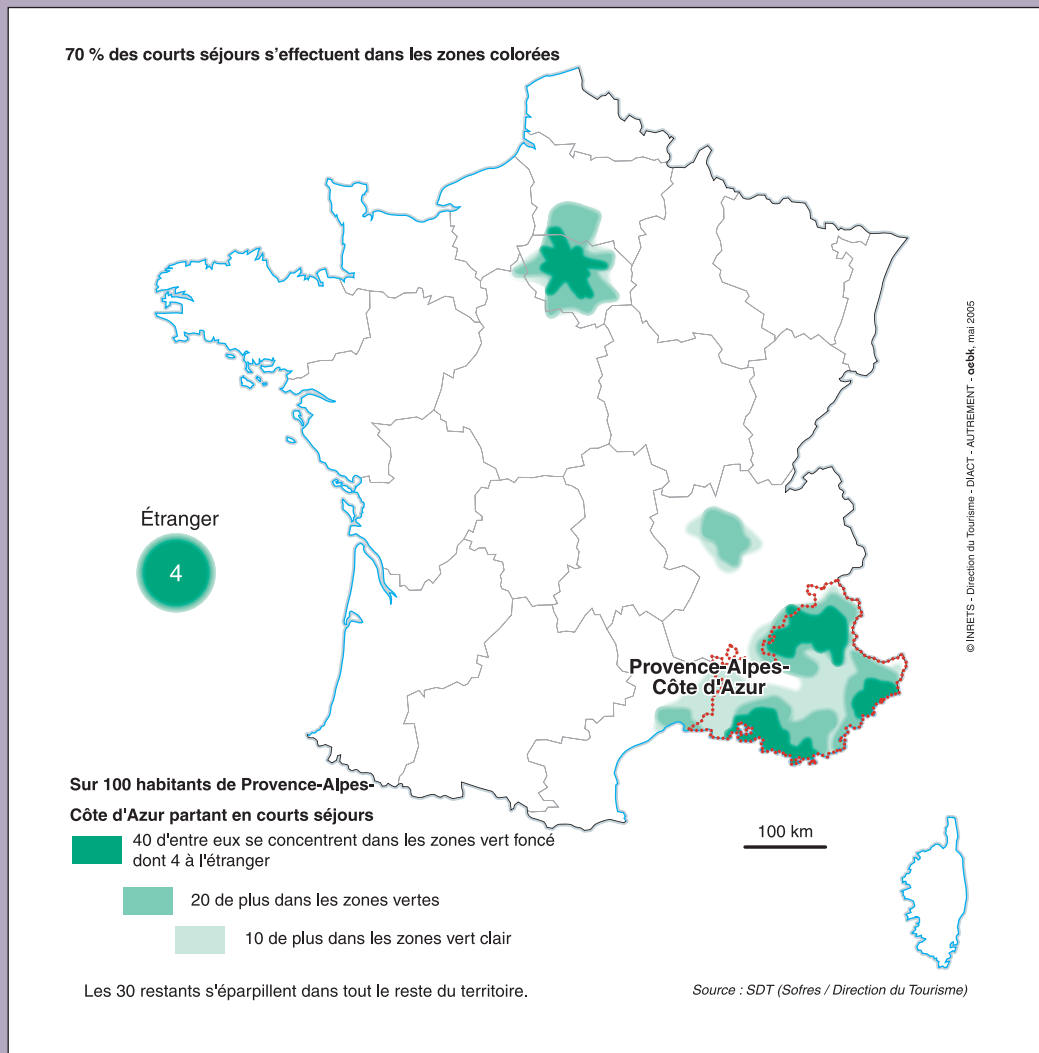 70 % des courts séjours s'effectuent dans les zones colorées
© INRETS - Direction du Tourisme - DIACT - AUTREMENT - aebk, mai 2005
Étranger
4
Provence-Alpes-
Côte d'Azur
Sur 100 habitants de Provence-Alpes-
Côte d'Azur partant en courts séjours
40 d'entre eux se concentrent dans les zones vert foncé
dont 4 à l'étranger
20 de plus dans les zones vertes
10 de plus dans les zones vert clair
Les 30 restants s'éparpillent dans tout le reste du territoire.
100 km
Source : SDT (Sofres / Direction du Tourisme)